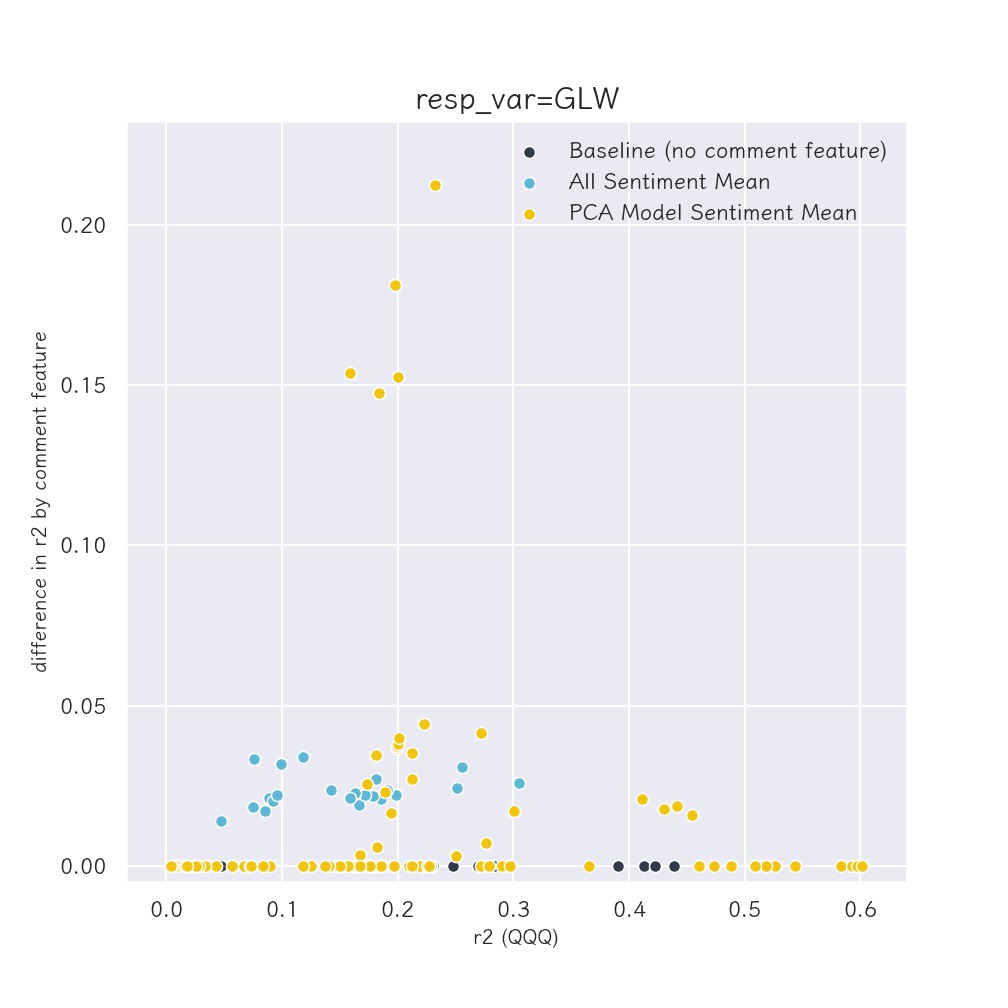 resp_var=GLW
Baseline (no comment feature)
All Sentiment Mean
PCA Model Sentiment Mean
difference in r2 by comment feature
0.20
0.15
0.10
0.05
0.00
0.0 0.1 0.2 0.3 0.4 0.5 0.6
r2 (QQQ)